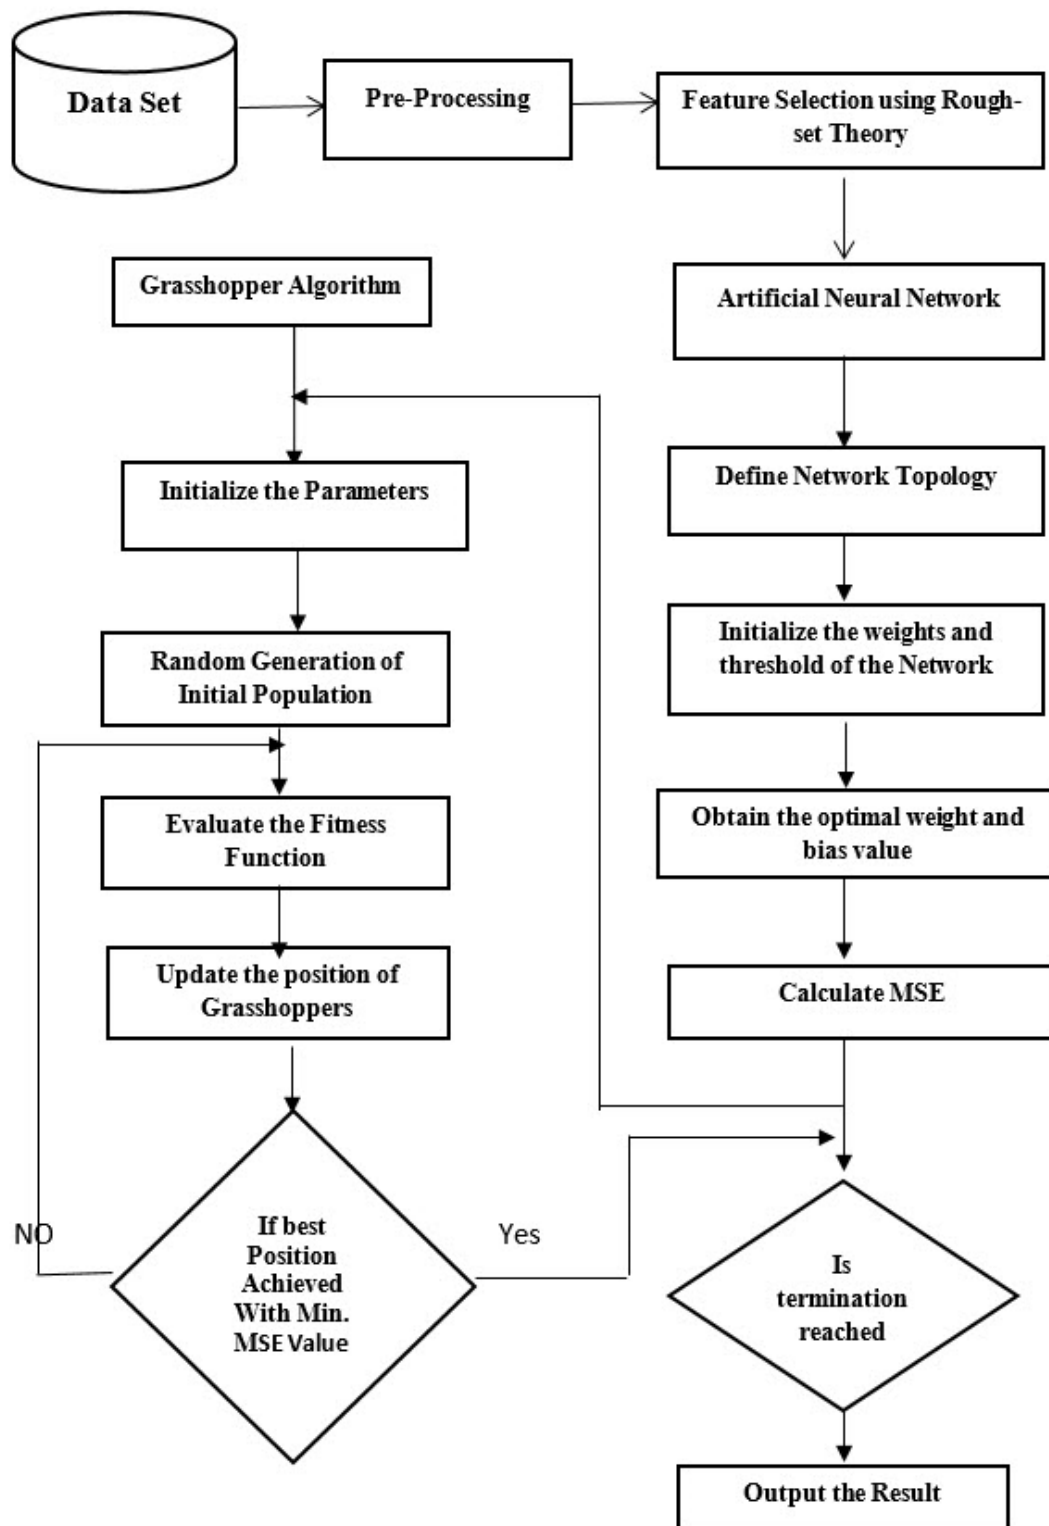 Data Set
Pre-Processing
Feature Selection using Rough-
set Theory
Grasshopper Algorithm
Artificial Neural Network
Initialize the Parameters
Define Network Topology
Random Generation of
Initial Population
Initialize the weights and
threshold of the Network
Evaluate the Fitness
Function
Obtain the optimal weight and
bias value
Update the position of
Grasshoppers
Calculate MSE
NO
If best
Position
Achieved
With Min.
MSE Value
Yes
Is
termination
reached
Output the Result